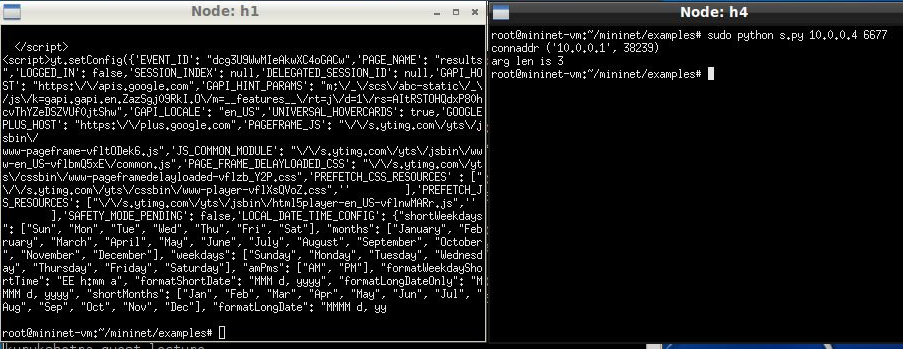 Node: h1
</script>
<script>yt.setConfig({'EVENT_ID': "dcg3U9WwMIeAkwXC4oGACw",'PAGE_NAME': "results
",'LOGGED_IN': false,'SESSION_INDEX': null,'DELEGATED_SESSION_ID': null,'GAPI_HO
ST': "https:\/\/apis.google.com",'GAPI_HINT_PARAMS': "m;\/_\/scs\/abc-static\/_\
/js\/k=gapi.gapi.en.ZazSgj09RkI.O\/m=__features__\/rt=j\/d=1\/rs=AItRSTOHQdxP80h
cvThYZeDSZVUf0jtShw",'GAPI_LOCALE': "en_US",'UNIVERSAL_HOVERCARDS': true,'GOOGLE
PLUS_HOST': "https:\/\/plus.google.com",'PAGEFRAME_JS': "\/\/s.ytimg.com\/yts\/j
sbin\/
www-pageframe-vfltODek6.js",'JS_COMMON_MODULE': "\/\/s.ytimg.com\/yts\/jsbin\/ww
w-en_US-vflbmQ5xE\/common.js",'PAGE_FRAME_DELAYLOADED_CSS': "\/\/s.ytimg.com\/yt
s\/cssbin\/www-pageframedelayloaded-vflzb_Y2P.css",'PREFETCH_CSS_RESOURCES' : ["
\/\/s.ytimg.com\/yts\/cssbin\/www-player-vflXsQVoZ.css",'' ],'PREFETCH_J
S_RESOURCES': ["\/\/s.ytimg.com\/yts\/jsbin\/html5player-en_US-vflnwMARr.js",''
],'SAFETY_MODE_PENDING': false,'LOCAL_DATE_TIME_CONFIG': {"shortWeekdays
": ["Sun", "Mon", "Tue", "Wed", "Thu", "Fri", "Sat"], "months": ["January", "Feb
ruary", "March", "April", "May", "June", "July", "August", "September", "October
", "November", "December"], "weekdays": ["Sunday", "Monday", "Tuesday", "Wednesd
ay", "Thursday", "Friday", "Saturday"], "amPms": ["AM", "PM"], "formatWeekdaySho
rtTime": "EE h:mm a", "formatShortDate": "MMM d, yyyy", "formatLongDateOnly": "M
MMM d, yyyy", "shortMonths": ["Jan", "Feb", "Mar", "Apr", "May", "Jun", "Jul", "
Aug", "Sep", "Oct", "Nov", "Dec"], "formatLongDate": "MMMM d, yy
root@mininet-vm:~/mininet/examples#
Node: h4
root@mininet-vm:~/mininet/examples# sudo python s.py 10.0.0.4 6677
connaddr ('10.0.0.1', 38239)
arg len is 3
root@mininet-vm:~/mininet/examples#